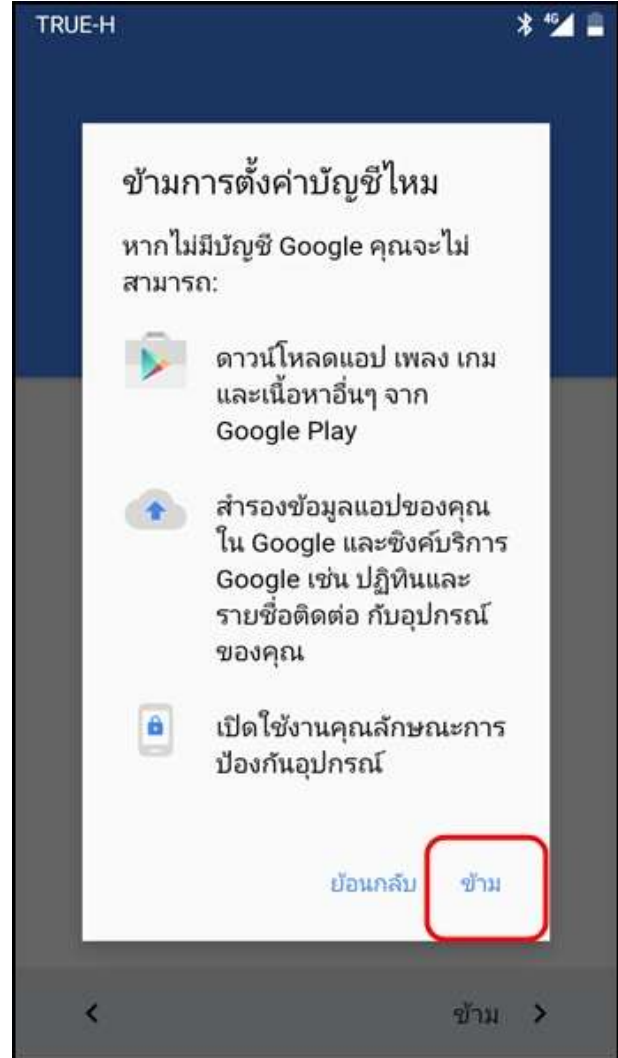 TRUE-H
4G
ข้ามการตั้งค่าบัญชีไหม
หากไม่มีบัญชี Google คุณจะไม่
สามารถ:
ดาวน์โหลดแอป เพลง เกม
และเนื้อหาอื่นๆ จาก
Google Play
สำรองข้อมูลแอปของคุณ
ใน Google และซิงค์บริการ
Google เช่น ปฏิทินและ
รายชื่อติดต่อ กับอุปกรณ์
ของคุณ
เปิดใช้งานคุณลักษณะการ
ป้องกันอุปกรณ์
ย้อนกลับ ข้าม
ข้าม